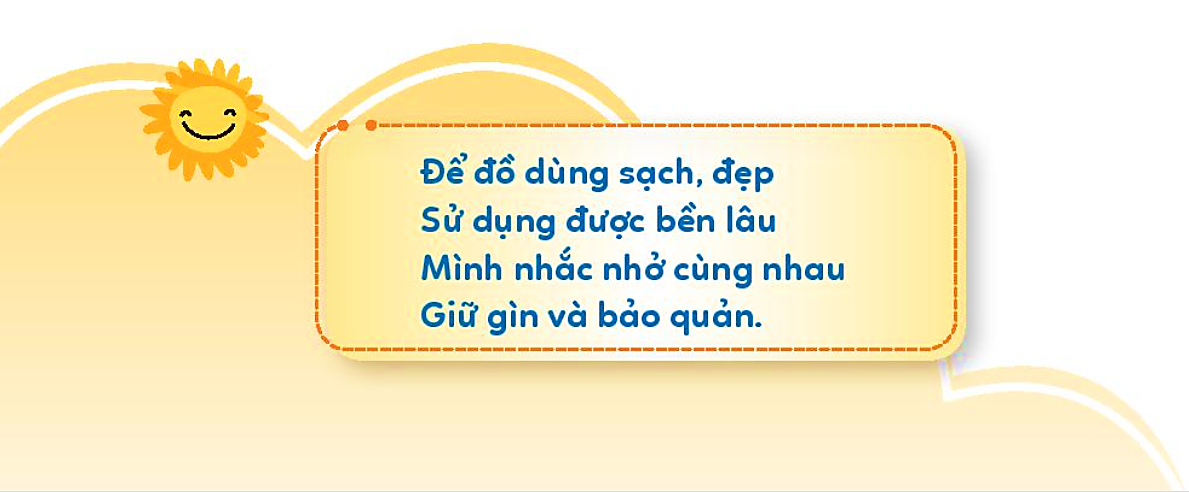 Để đồ dùng sạch, đẹp
Sử dụng được bền lâu
Mình nhắc nhở cùng nhau
Giữ gìn và bảo quản.